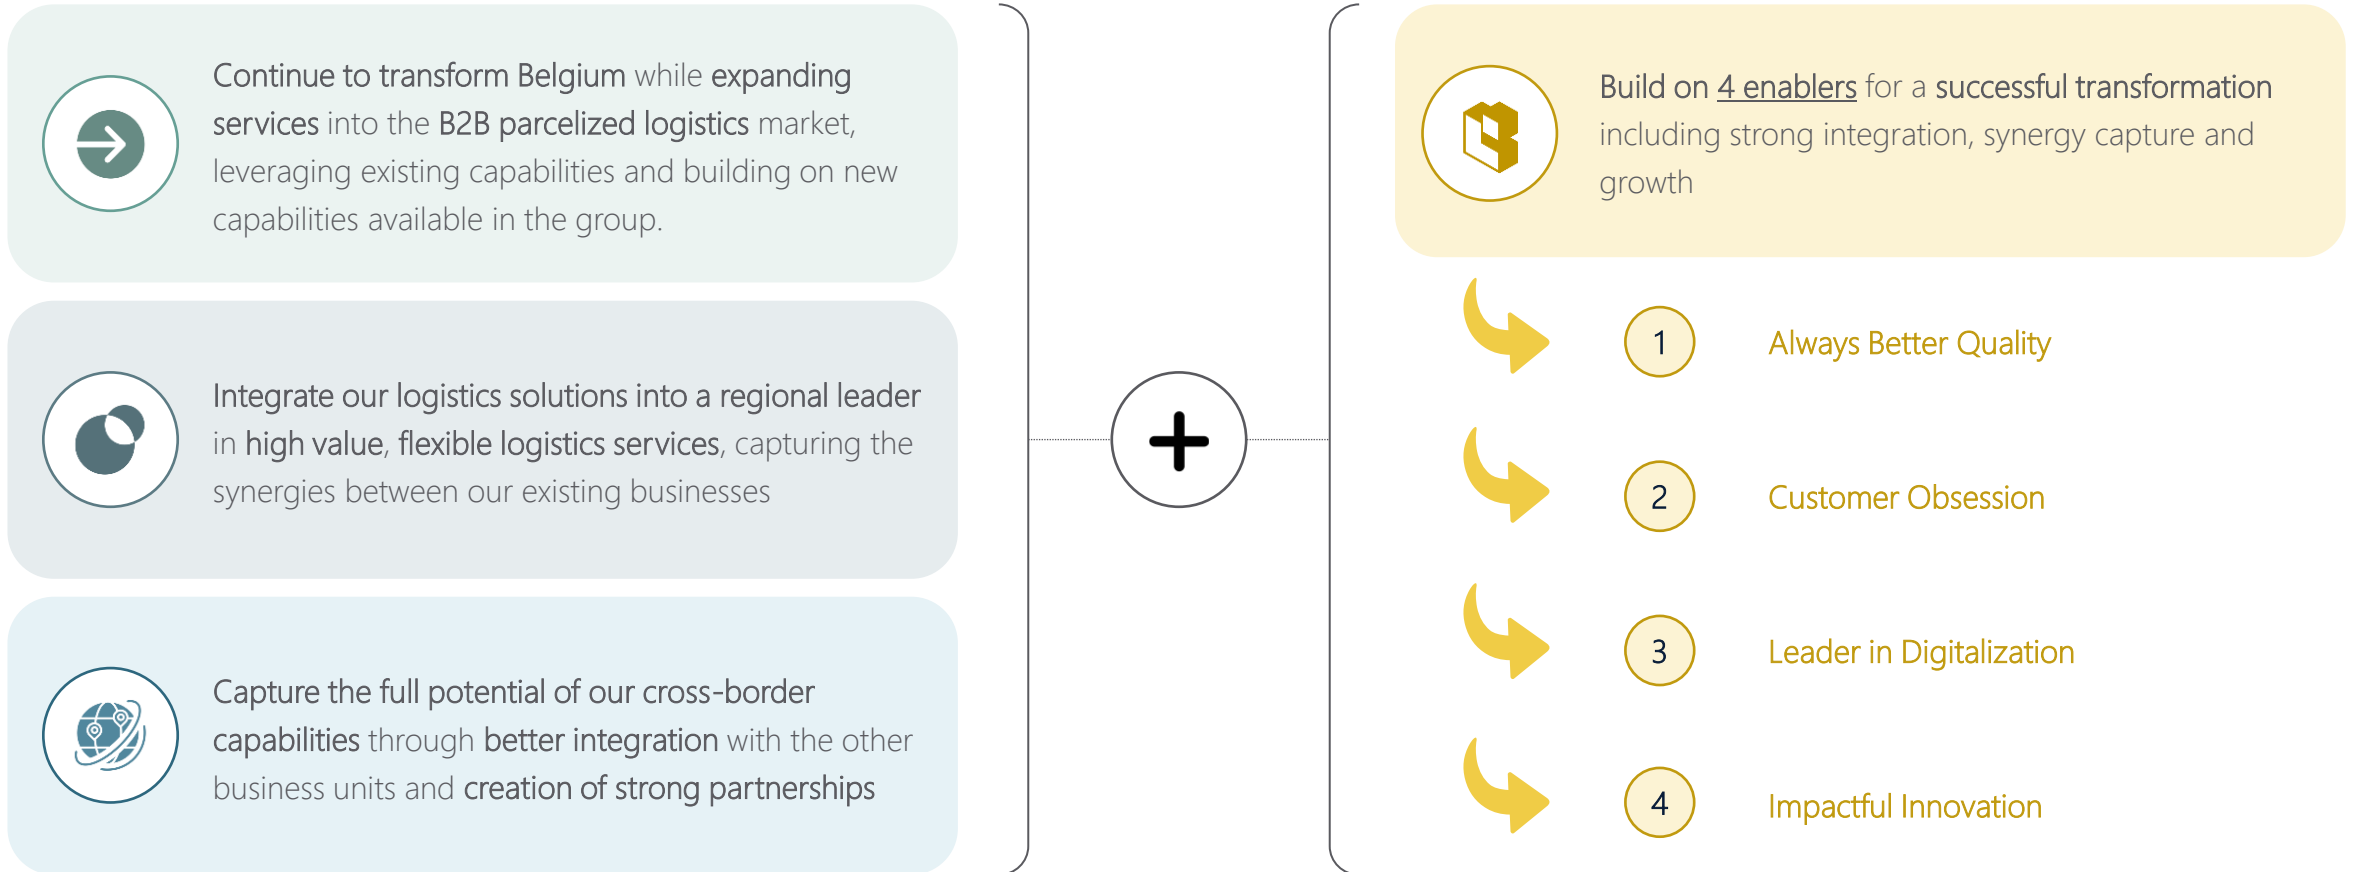 Continue to transform Belgium while expanding
services into the B2B parcelized logistics market,
leveraging existing capabilities and building on new
capabilities available in the group.
Integrate our logistics solutions into a regional leader
in high value, flexible logistics services, capturing the
synergies between our existing businesses
Capture the full potential of our cross-border
capabilities through better integration with the other
business units and creation of strong partnerships
Build on 4 enablers for a successful transformation
including strong integration, synergy capture and
growth
1 Always Better Quality
2 Customer Obsession
3 Leader in Digitalization
4 Impactful Innovation